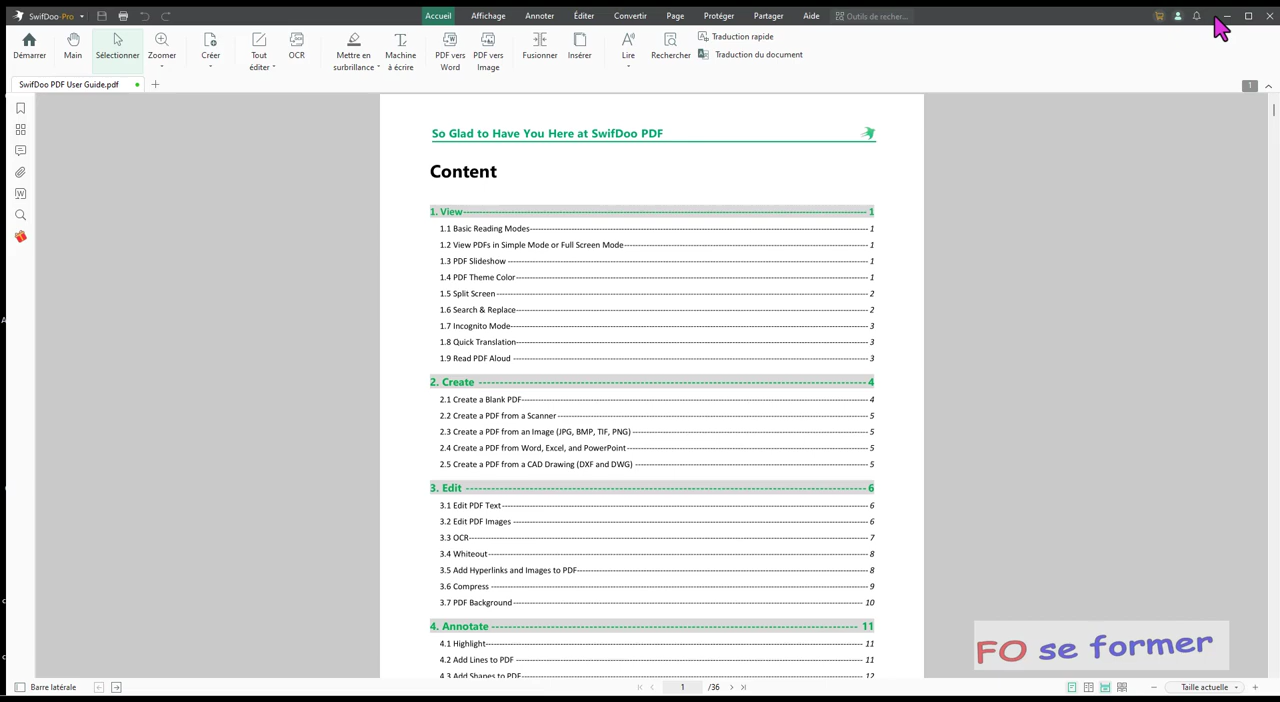 SwifDoo-Pro
Accueil Affichage Annoter Éditer Convertir Page Protéger Partager Aide Outils de recher...
Démarrer Main Sélectionner Zoomer Créer Tout éditer OCR Mettre en surbrillance Machine à écrire PDF vers Word PDF vers Image Fusionner Insérer Lire Rechercher
Traduction rapide
Traduction du document
SwifDoo PDF User Guide.pdf
1
So Glad to Have You Here at SwifDoo PDF
Content
1. View 1
1.1 Basic Reading Modes 1
1.2 View PDFs in Simple Mode or Full Screen Mode 1
1.3 PDF Slideshow 1
1.4 PDF Theme Color 1
1.5 Split Screen 2
1.6 Search & Replace 2
1.7 Incognito Mode 3
1.8 Quick Translation 3
1.9 Read PDF Aloud 3
2. Create 4
2.1 Create a Blank PDF 4
2.2 Create a PDF from a Scanner 5
2.3 Create a PDF from an Image (JPG, BMP, TIF, PNG) 5
2.4 Create a PDF from Word, Excel, and PowerPoint 5
2.5 Create a PDF from a CAD Drawing (DXF and DWG) 5
3. Edit 6
3.1 Edit PDF Text 6
3.2 Edit PDF Images 6
3.3 OCR 7
3.4 Whiteout 8
3.5 Add Hyperlinks and Images to PDF 8
3.6 Compress 9
3.7 PDF Background 10
4. Annotate 11
4.1 Highlight 11
4.2 Add Lines to PDF 11
4.3 Add Shapes to PDF 12
FO se former
Barre latérale 1 /36 Taille actuelle